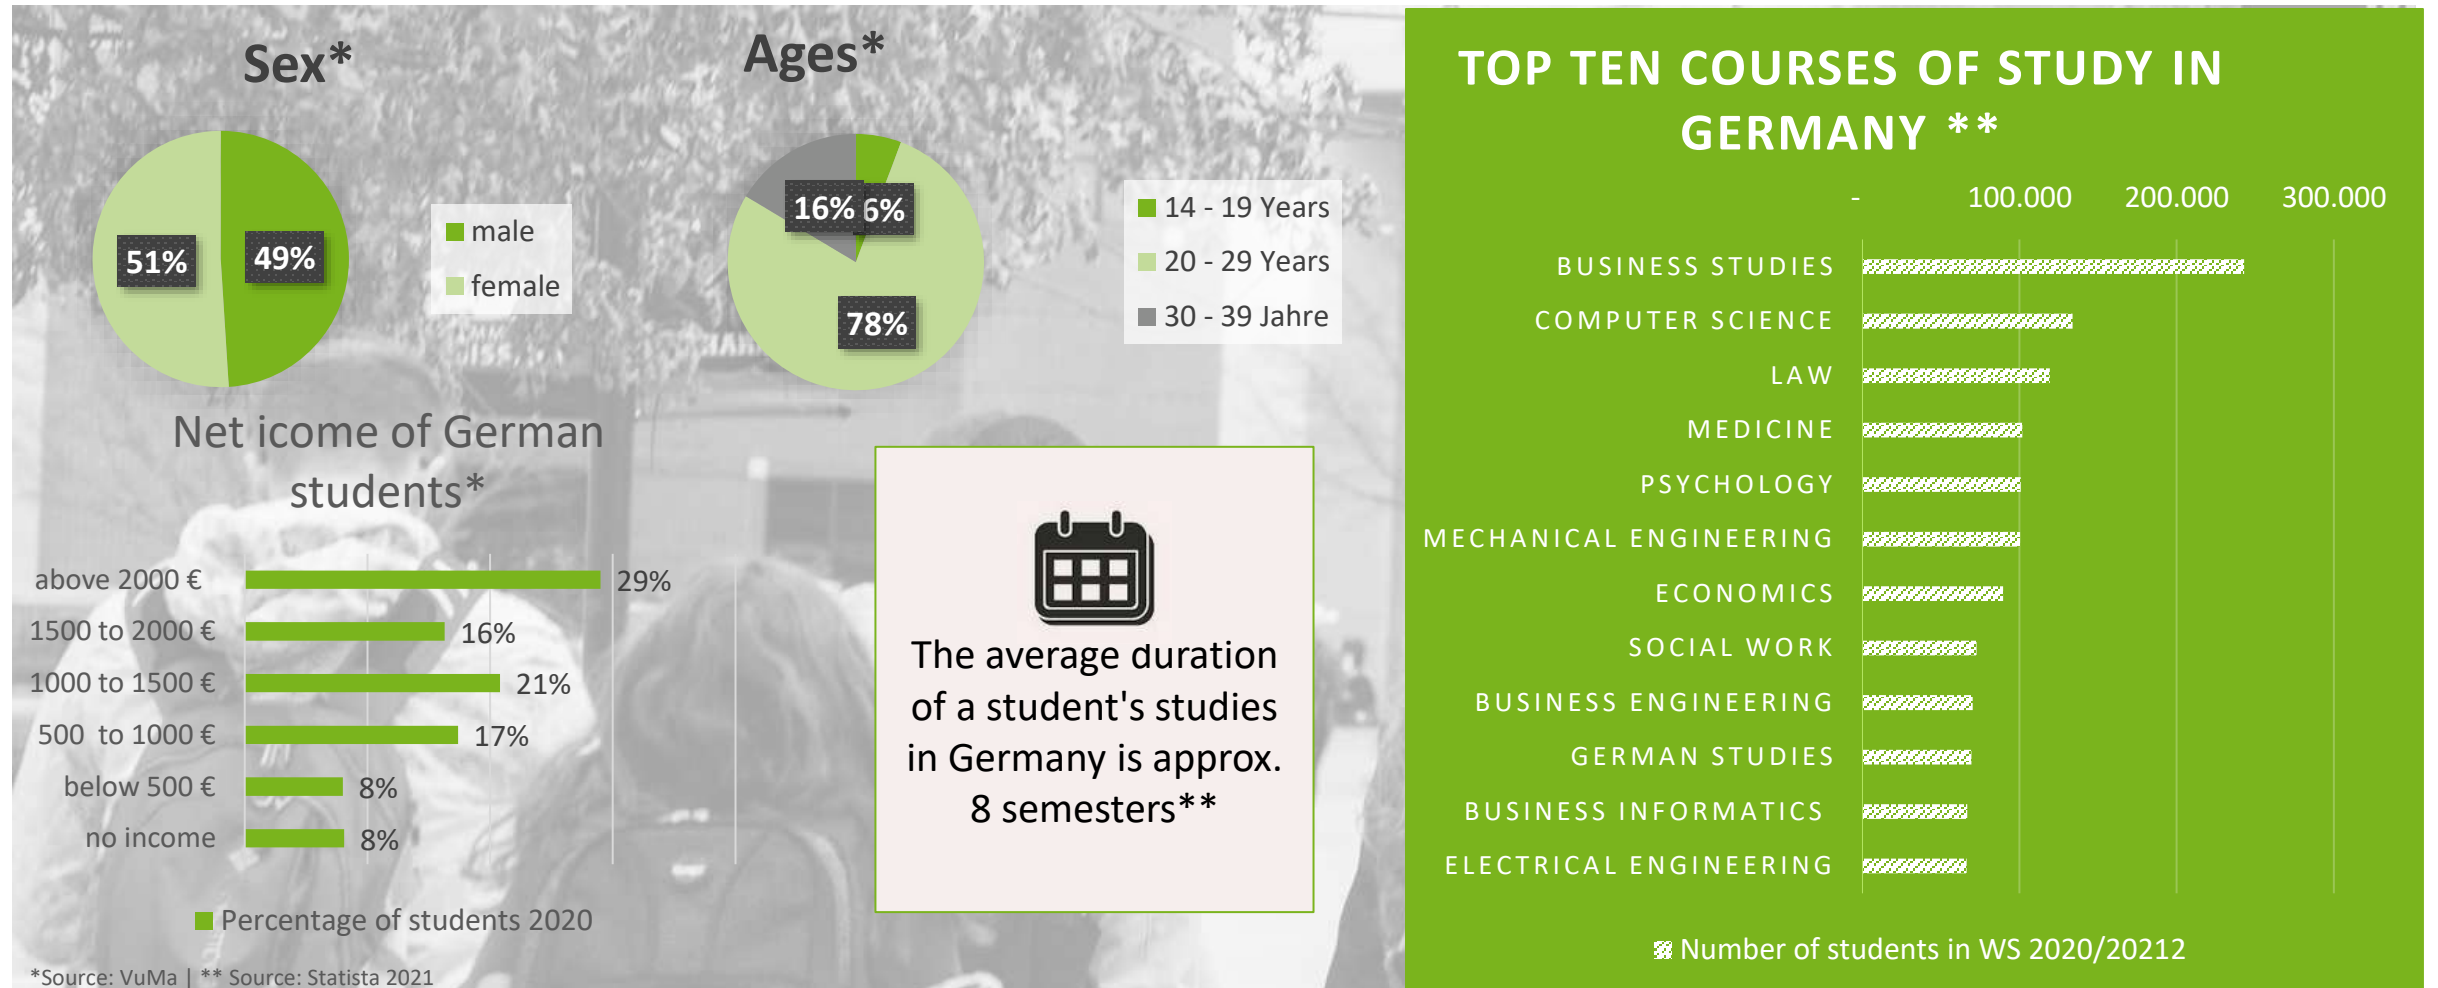 Sex*
51%
49%
male
female
Ages*
16%
6%
78%
14 - 19 Years
20 - 29 Years
30 - 39 Jahre
Net icome of German
students*
above 2000 €
29%
1500 to 2000 €
16%
1000 to 1500 €
21%
500 to 1000 €
17%
below 500 €
8%
no income
8%
Percentage of students 2020
*Source: VuMa | ** Source: Statista 2021
The average duration
of a student's studies
in Germany is approx.
8 semesters**
TOP TEN COURSES OF STUDY IN
GERMANY **
- 100.000 200.000 300.000
BUSINESS STUDIES
COMPUTER SCIENCE
LAW
MEDICINE
PSYCHOLOGY
MECHANICAL ENGINEERING
ECONOMICS
SOCIAL WORK
BUSINESS ENGINEERING
GERMAN STUDIES
BUSINESS INFORMATICS
ELECTRICAL ENGINEERING
Number of students in WS 2020/20212